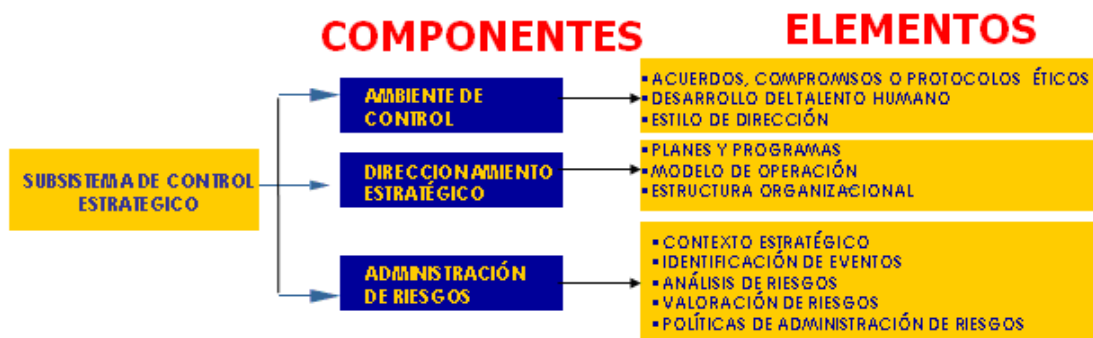 COMPONENTES
ELEMENTOS
SUBSISTEMA DE CONTROL
ESTRATEGICO
AMBIENTE DE
CONTROL
▪ACUERDOS, COMPROMISOS O PROTOCOLOS ÉTICOS
▪DESARROLLO DEL TALENTO HUMANO
▪ESTILO DE DIRECCIÓN
DIRECCIONAMIENTO
ESTRATÉGICO
▪PLANES Y PROGRAMAS
▪MODELO DE OPERACIÓN
▪ESTRUCTURA ORGANIZACIONAL
ADMINISTRACIÓN
DE RIESGOS
▪CONTEXTO ESTRATÉGICO
▪IDENTIFICACIÓN DE EVENTOS
▪ANÁLISIS DE RIESGOS
▪VALORACIÓN DE RIESGOS
▪POLÍTICAS DE ADMINISTRACIÓN DE RIESGOS